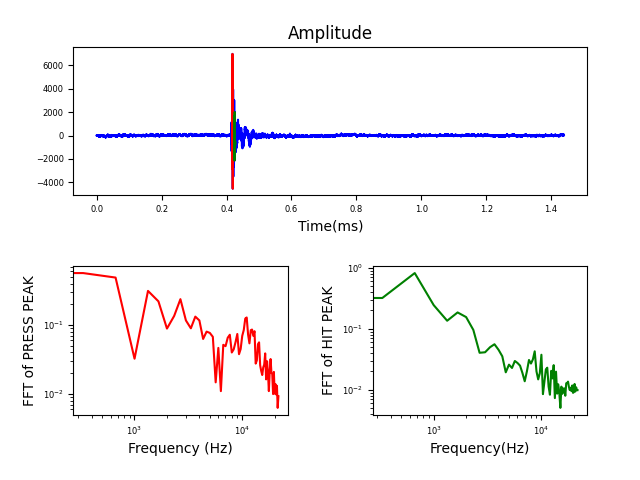 Amplitude
6000
4000
2000
0
−2000
−4000
0.0 0.2 0.4 0.6 0.8 1.0 1.2 1.4
Time(ms)
FFT of PRESS PEAK
10⁻¹
10⁻²
10³ 10⁴
Frequency (Hz)
FFT of HIT PEAK
10⁰
10⁻¹
10⁻²
10³ 10⁴
Frequency(Hz)